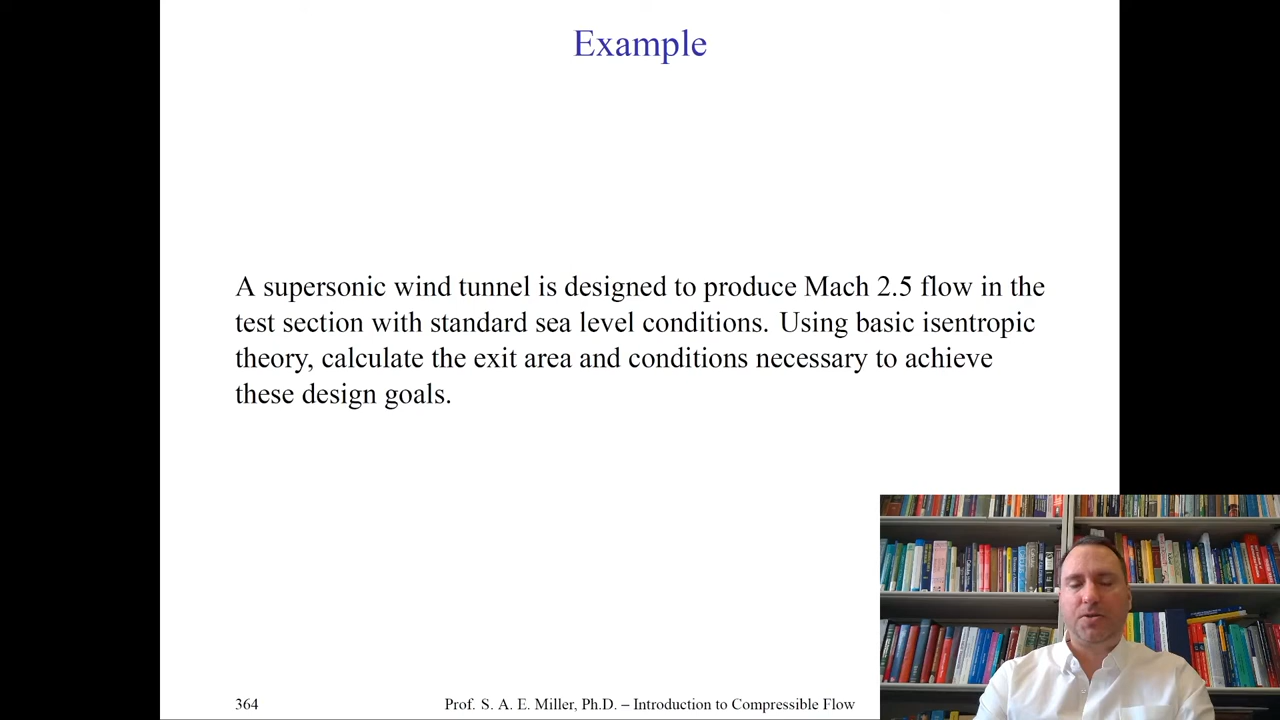 Example
A supersonic wind tunnel is designed to produce Mach 2.5 flow in the
test section with standard sea level conditions. Using basic isentropic
theory, calculate the exit area and conditions necessary to achieve
these design goals.
364
Prof. S. A. E. Miller, Ph.D. – Introduction to Compressible Flow